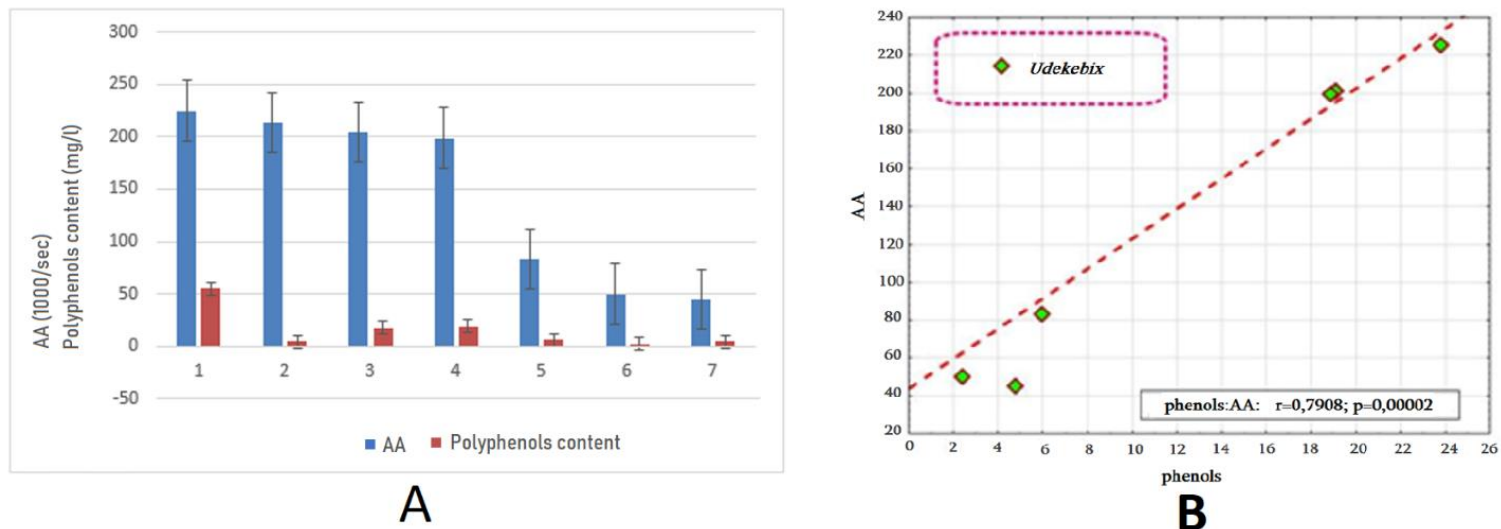 300
250
200
150
100
50
0
-50
AA (1000/sec)
Polyphenols content (mg/l)
1 2 3 4 5 6 7
AA Polyphenols content
A
240
220
200
180
160
140
120
100
80
60
40
20
AA
Udekebix
phenols:AA: r=0,7908; p=0,00002
0 2 4 6 8 10 12 14 16 18 20 22 24 26
phenols
B